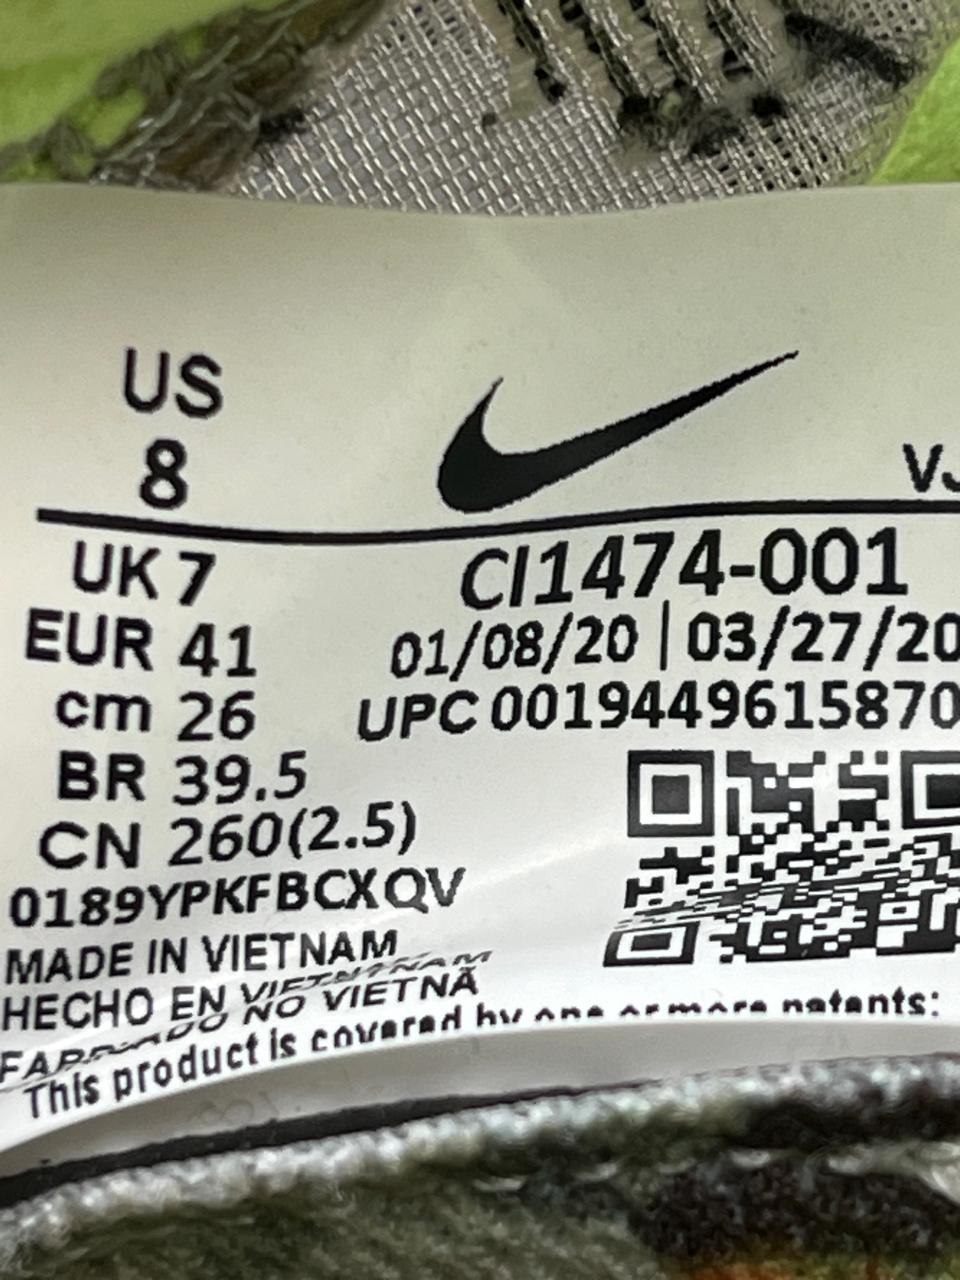 US
8
VJ
UK 7
CI1474-001
EUR 41
01/08/20 | 03/27/20
cm 26
UPC 0019449615870
BR 39.5
CN 260(2.5)
0189YPKFBCXQV
MADE IN VIETNAM
HECHO EN VIETNAM
FABRICADO NO VIETNÃ
This product is covered by one or more patents: